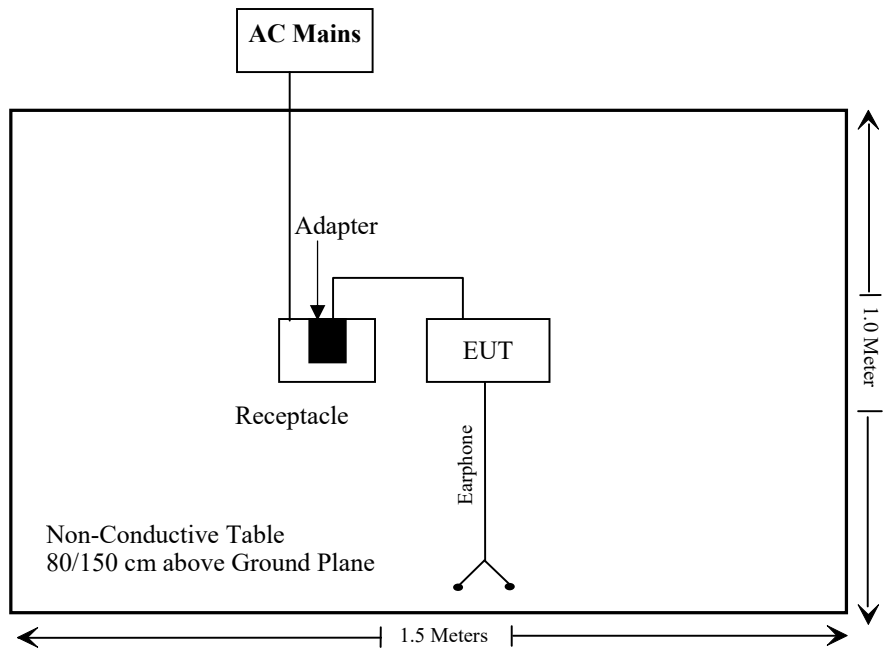 AC Mains
Adapter
EUT
Receptacle
Earphone
1.0 Meter
Non-Conductive Table
80/150 cm above Ground Plane
1.5 Meters